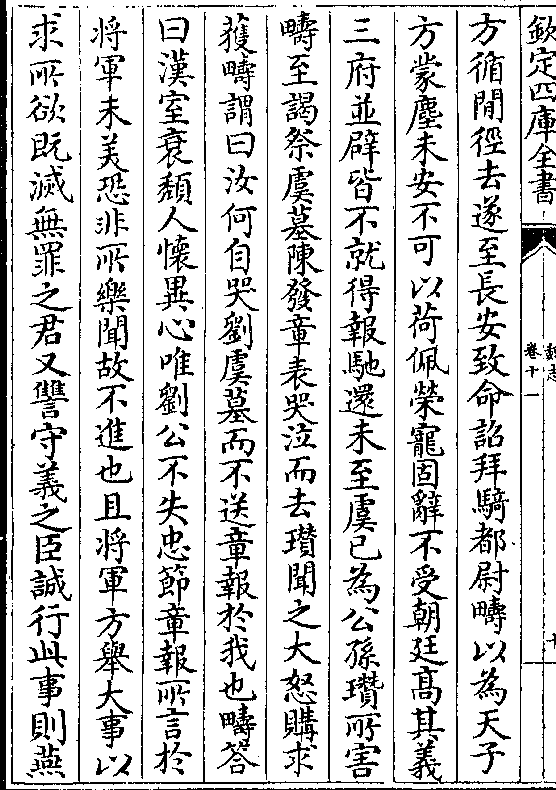 欽定四庫全書
魏志
卷十一
十
方循閒徑去遂至長安致命詔拜騎都尉疇以為天子
方蒙塵未安不可以荷佩榮寵固辭不受朝廷髙其義
三府並辟皆不就得報馳還未至虞已為公孫瓚所害
疇至謁祭虞墓陳發章表哭泣而去瓚聞之大怒購求
獲疇謂曰汝何自哭劉虞墓而不送章報於我也疇答
曰漢室衰頽人懷異心唯劉公不失忠節章報所言於
將軍未美恐非所樂聞故不進也且將軍方舉大事以
求所欲既滅無罪之君又讐守義之臣誠行此事則燕